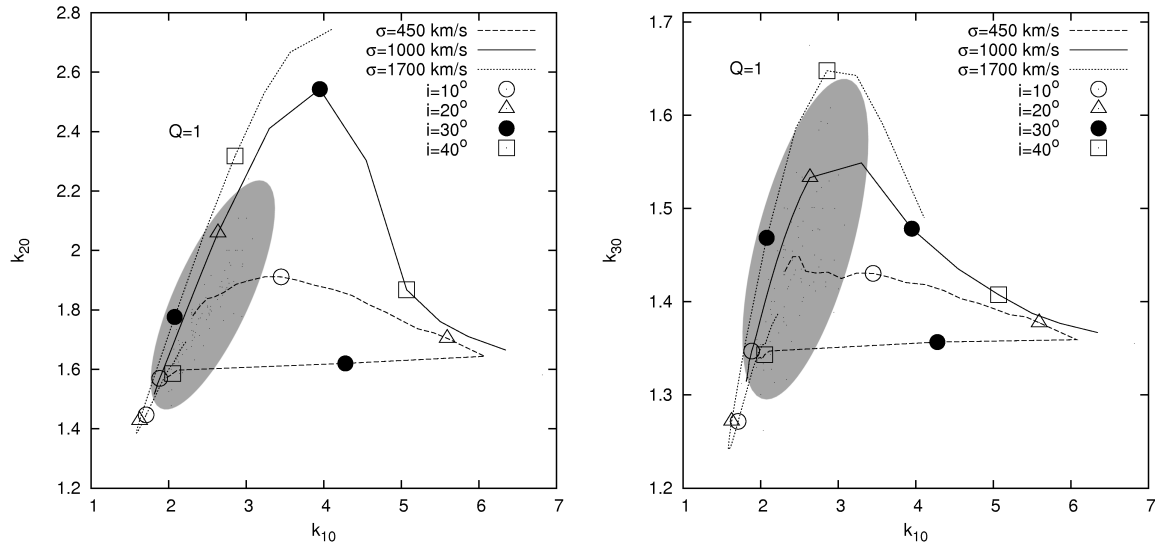 2.8
2.6
2.4
2.2
2
1.8
1.6
1.4
1.2
k20
1 2 3 4 5 6 7
k10
Q=1
σ=450 km/s
σ=1000 km/s
σ=1700 km/s
i=10°
i=20°
i=30°
i=40°
1.7
1.6
1.5
1.4
1.3
1.2
k30
1 2 3 4 5 6 7
k10
Q=1
σ=450 km/s
σ=1000 km/s
σ=1700 km/s
i=10°
i=20°
i=30°
i=40°